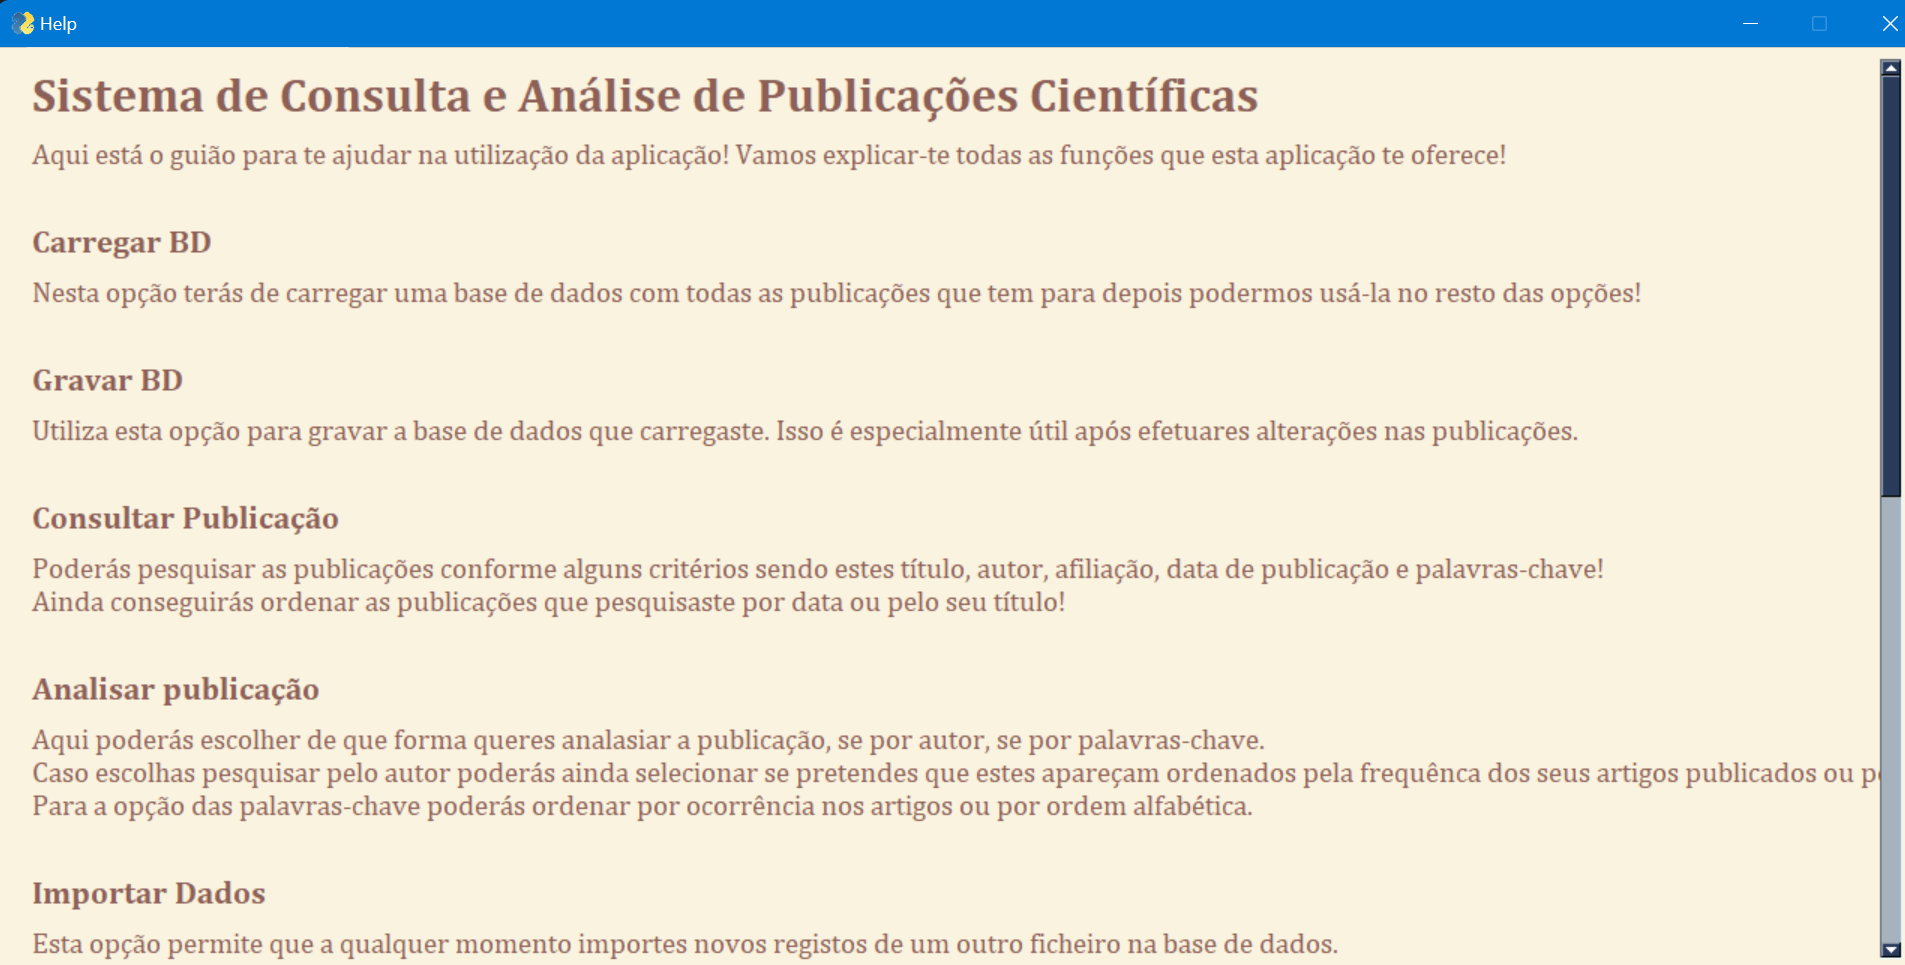 Help
Sistema de Consulta e Análise de Publicações Científicas
Aqui está o guião para te ajudar na utilização da aplicação! Vamos explicar-te todas as funções que esta aplicação te oferece!
Carregar BD
Nesta opção terás de carregar uma base de dados com todas as publicações que tem para depois podermos usá-la no resto das opções!
Gravar BD
Utiliza esta opção para gravar a base de dados que carregaste. Isso é especialmente útil após efetuares alterações nas publicações.
Consultar Publicação
Poderás pesquisar as publicações conforme alguns critérios sendo estes título, autor, afiliação, data de publicação e palavras-chave!
Ainda conseguirás ordenar as publicações que pesquisaste por data ou pelo seu título!
Analisar publicação
Aqui poderás escolher de que forma queres analasiar a publicação, se por autor, se por palavras-chave.
Caso escolhas pesquisar pelo autor poderás ainda selecionar se pretendes que estes apareçam ordenados pela frequênca dos seus artigos publicados ou
Para a opção das palavras-chave poderás ordenar por ocorrência nos artigos ou por ordem alfabética.
Importar Dados
Esta opção permite que a qualquer momento importes novos registos de um outro ficheiro na base de dados.